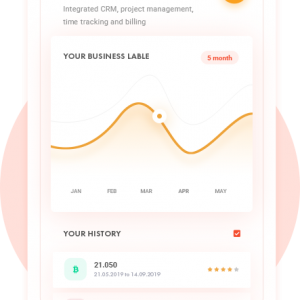 Integrated CRM, project management,
time tracking and billing
YOUR BUSINESS LABLE
5 month
JAN FEB MAR APR MAY
YOUR HISTORY
21.050
21.05.2019 to 14.09.2019